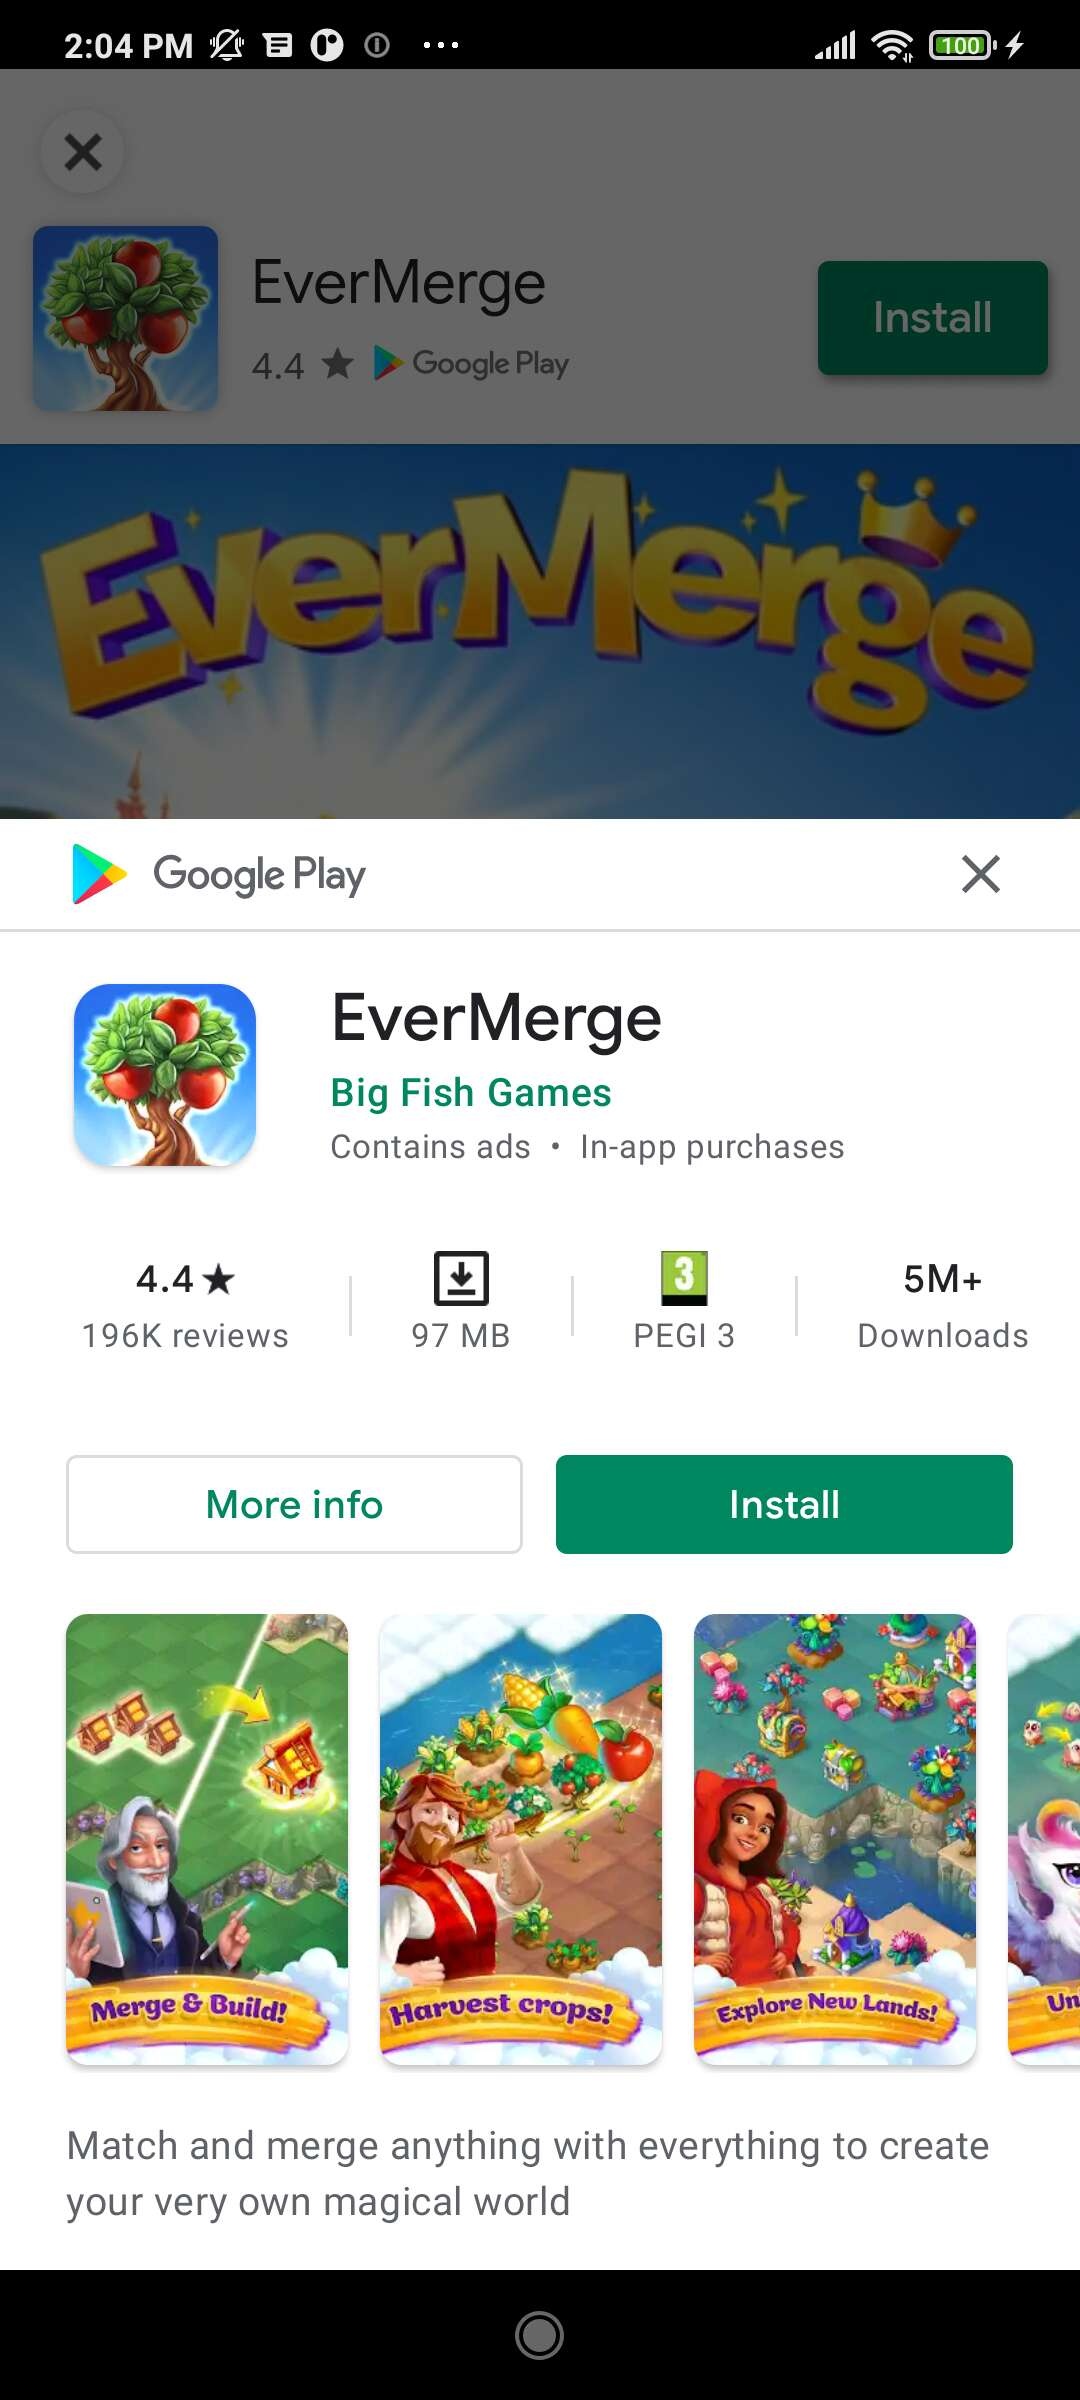 2:04 PM
100
EverMerge
4.4 ★ Google Play
Install
EverMerge
Google Play
EverMerge
Big Fish Games
Contains ads • In-app purchases
4.4 ★
196K reviews
97 MB
3
PEGI 3
5M+
Downloads
More info
Install
Merge & Build!
Harvest crops!
Explore New Lands!
Un
Match and merge anything with everything to create
your very own magical world